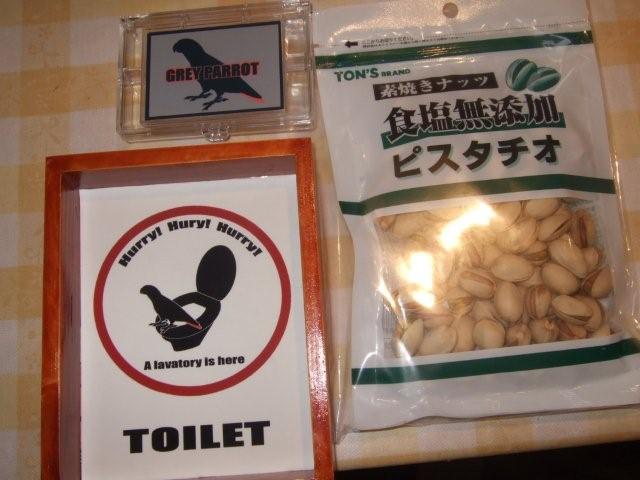 GREY PARROT
TON'S BRAND
素焼きナッツ
食塩無添加
ピスタチオ
Hurry! Hury! Hurry!
A lavatory is here
TOILET